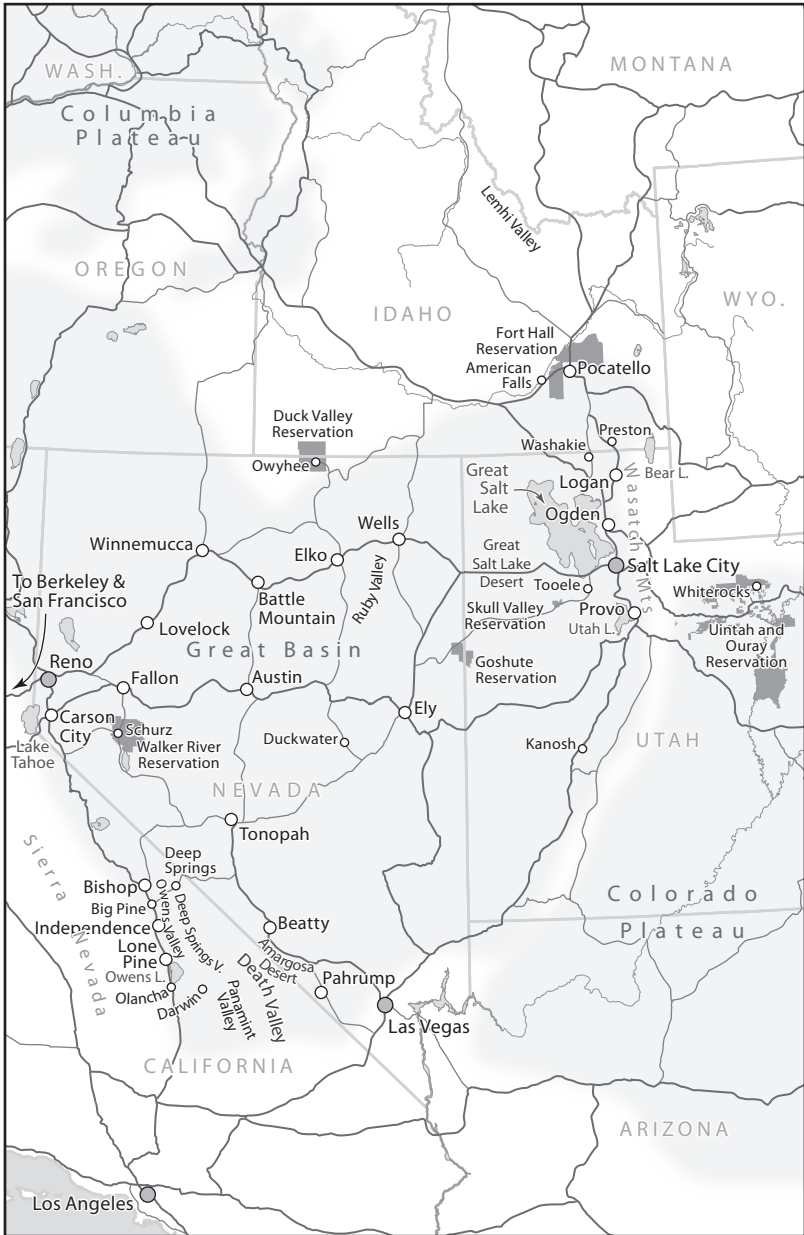 WASH.
MONTANA
Columbia
Plateau
Lemhi Valley
OREGON
IDAHO
WYO.
Fort Hall
Reservation
American
Falls
Pocatello
Duck Valley
Reservation
Owyhee
Preston
Washakie
Bear L.
Logan
Great
Salt
Lake
Wasatch Mts
Ogden
Wells
Winnemucca
Elko
Ruby Valley
Great
Salt Lake
Desert
Salt Lake City
To Berkeley &
San Francisco
Battle
Mountain
Tooele
Whiterocks
Skull Valley
Reservation
Provo
Utah L.
Lovelock
Great Basin
Uintah and
Ouray
Reservation
Goshute
Reservation
Reno
Fallon
Austin
Ely
Carson
City
Schurz
Walker River
Reservation
Lake
Tahoe
Duckwater
Kanosh
UTAH
NEVADA
Tonopah
Sierra Nevada
Deep
Springs
Bishop
Big Pine
Owens Valley
Deep Springs V.
Independence
Lone
Pine
Owens L.
Olancha
Darwin
Panamint
Valley
Death Valley
Beatty
Amargosa
Desert
Pahrump
Las Vegas
Colorado
Plateau
CALIFORNIA
ARIZONA
Los Angeles